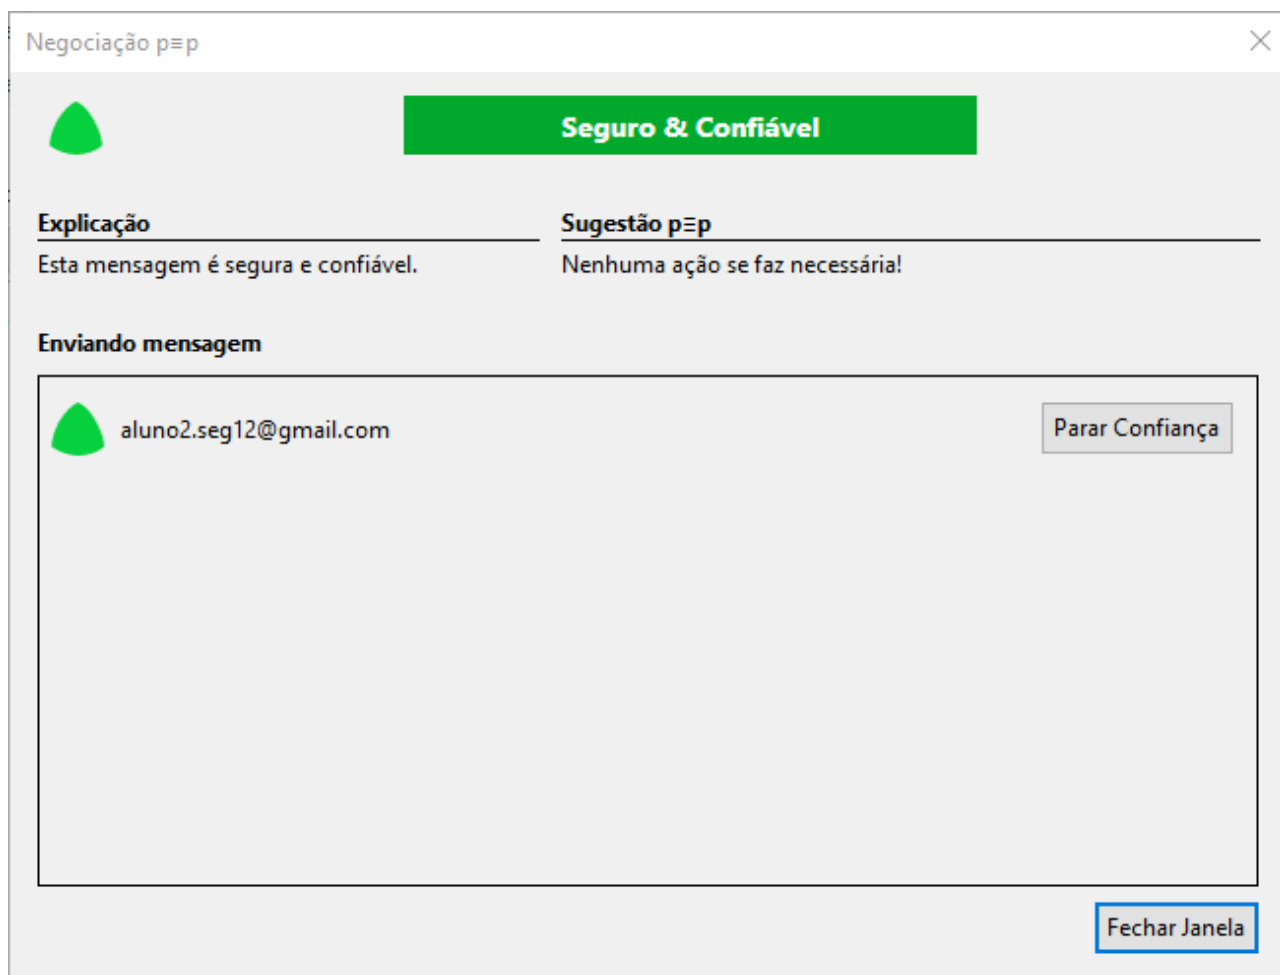 Negociação p≡p
Seguro & Confiável
Explicação
Esta mensagem é segura e confiável.
Sugestão p≡p
Nenhuma ação se faz necessária!
Enviando mensagem
aluno2.seg12@gmail.com
Parar Confiança
Fechar Janela